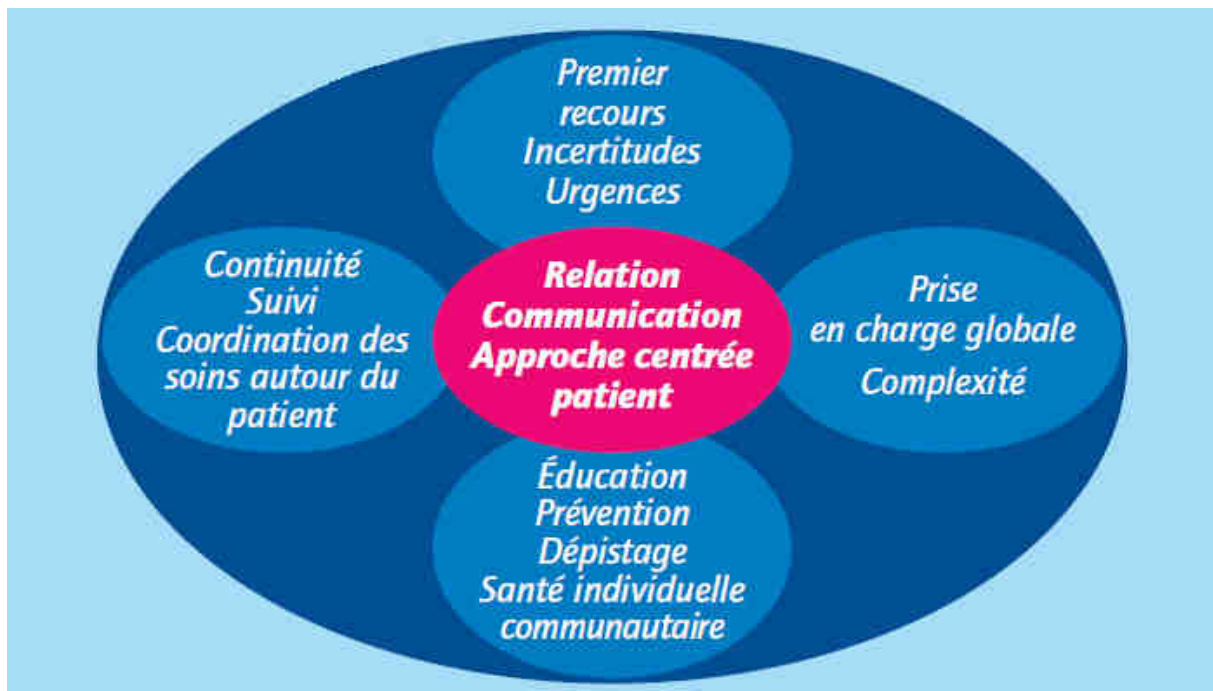 Premier
recours
Incertitudes
Urgences
Continuité
Suivi
Coordination des
soins autour du
patient
Relation
Communication
Approche centrée
patient
Prise
en charge globale
Complexité
Éducation
Prévention
Dépistage
Santé individuelle
communautaire